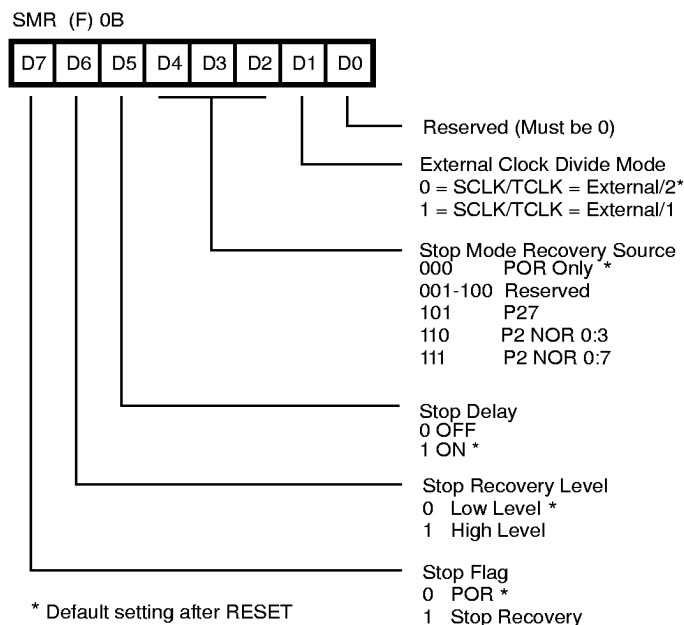 SMR (F) 0B
D7 D6 D5 D4 D3 D2 D1 D0
Reserved (Must be 0)
External Clock Divide Mode
0 = SCLK/TCLK = External/2*
1 = SCLK/TCLK = External/1
Stop Mode Recovery Source
000 POR Only *
001-100 Reserved
101 P27
110 P2 NOR 0:3
111 P2 NOR 0:7
Stop Delay
0 OFF
1 ON *
Stop Recovery Level
0 Low Level *
1 High Level
Stop Flag
0 POR *
1 Stop Recovery
* Default setting after RESET